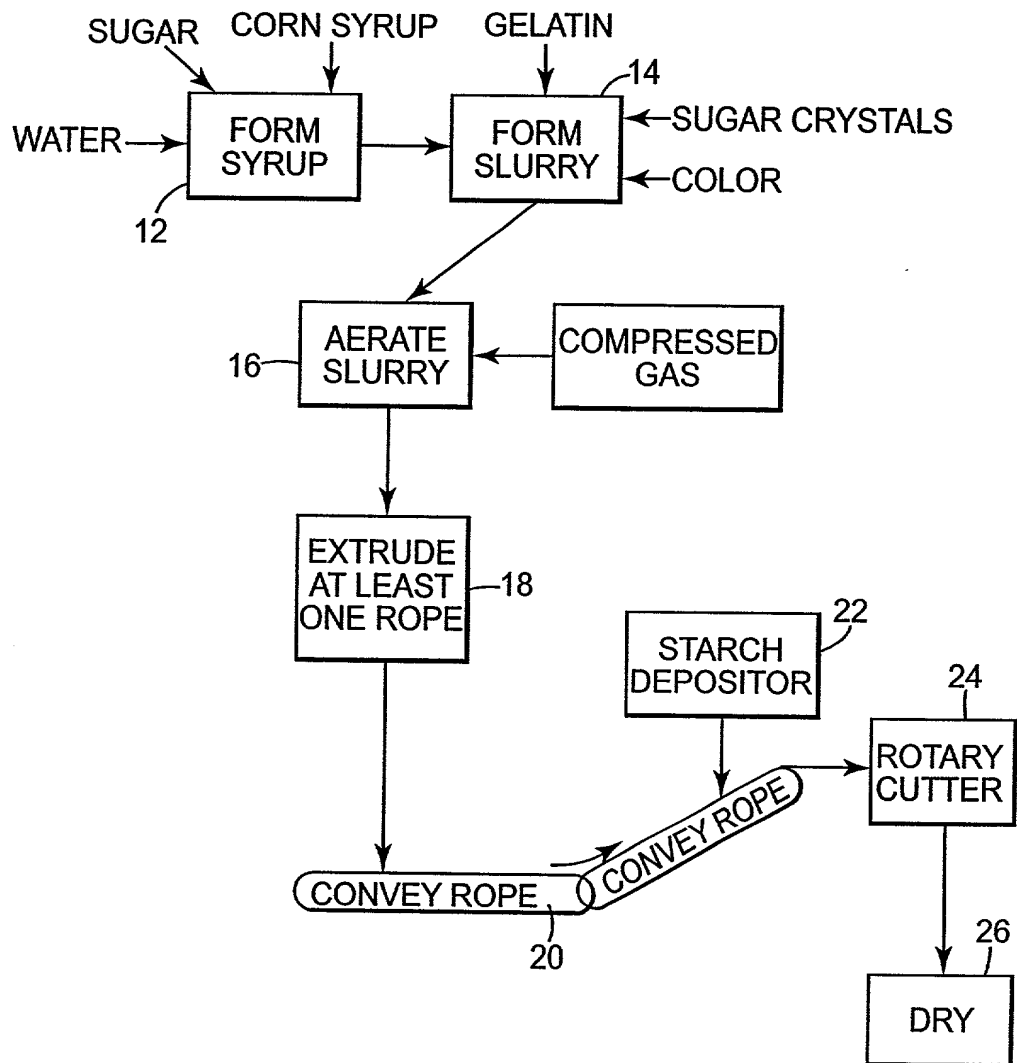 SUGAR
CORN SYRUP
GELATIN
14
WATER
FORM
SYRUP
FORM
SLURRY
SUGAR CRYSTALS
COLOR
12
16
AERATE
SLURRY
COMPRESSED
GAS
EXTRUDE
AT LEAST
ONE ROPE
18
22
STARCH
DEPOSITOR
24
ROTARY
CUTTER
CONVEY ROPE
CONVEY ROPE
20
26
DRY